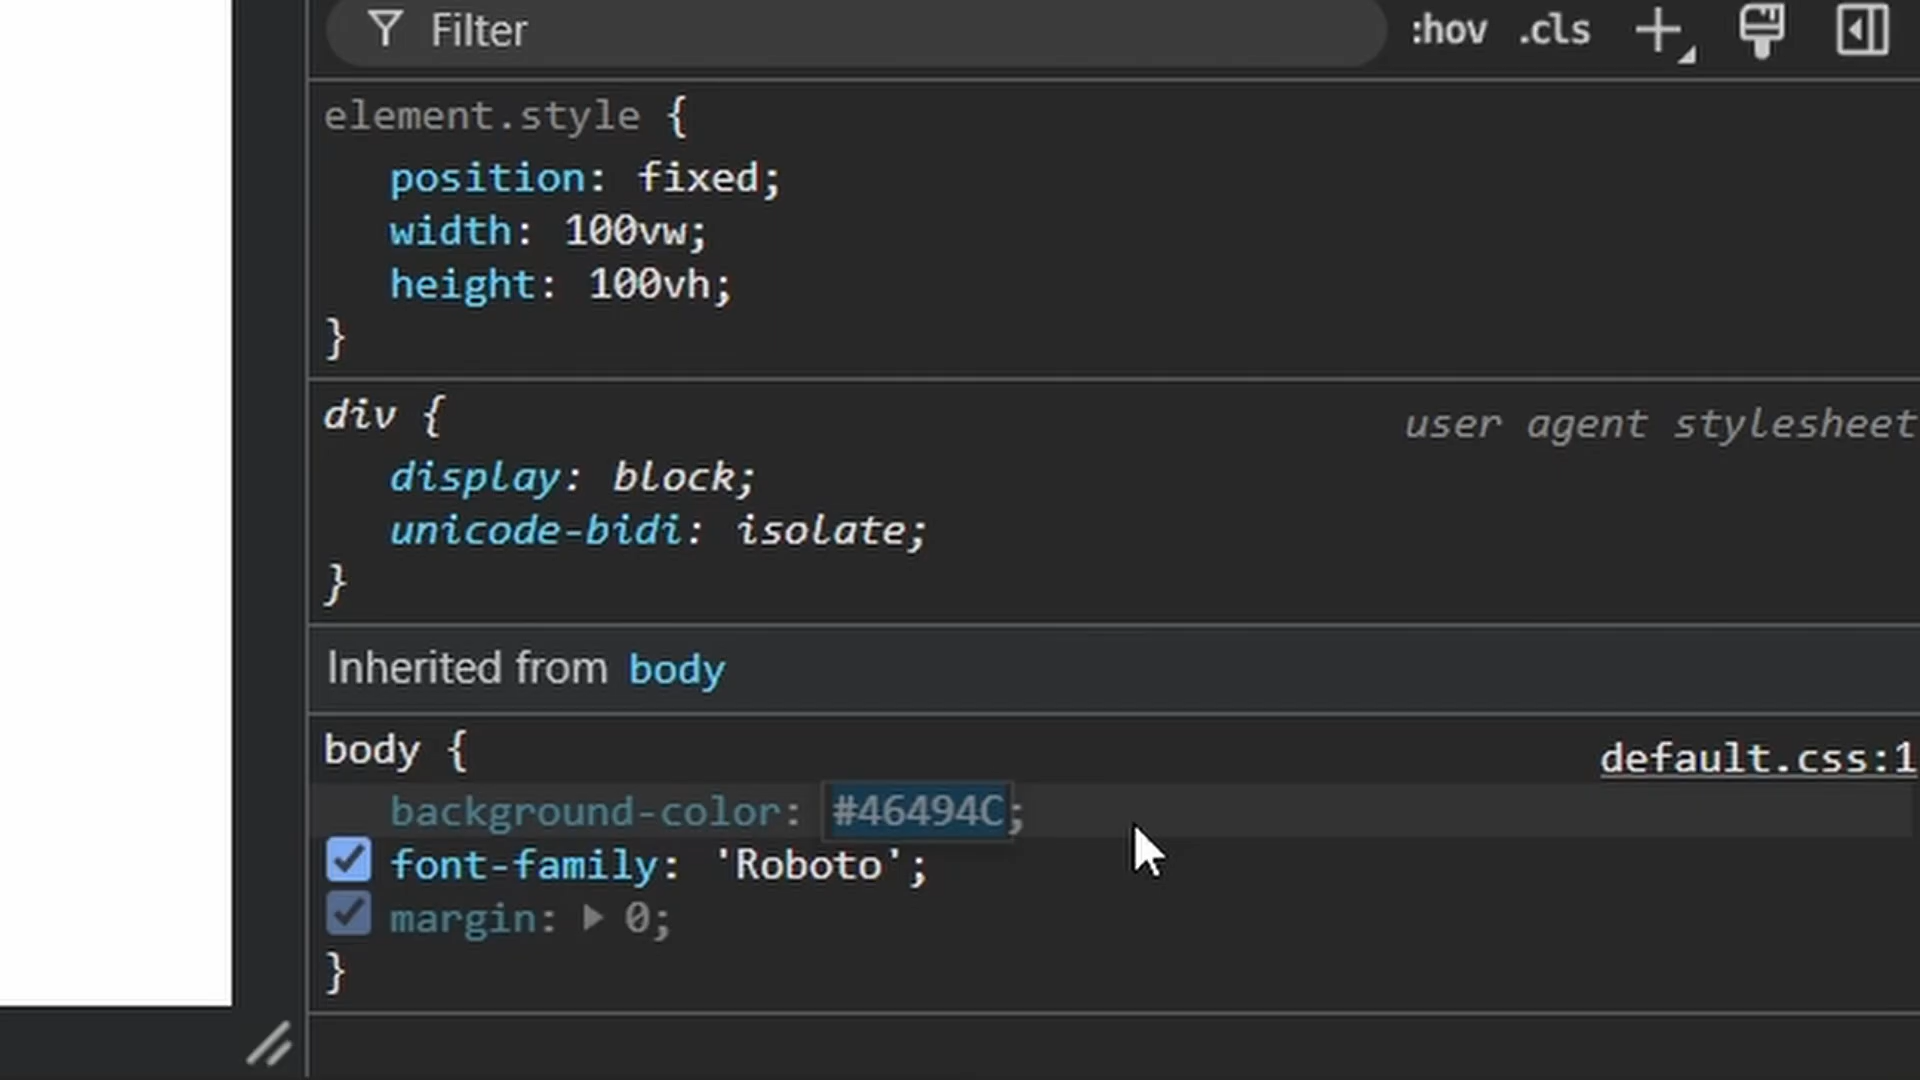 Filter :hov .cls
element.style {
position: fixed;
width: 100vw;
height: 100vh;
}
div { user agent stylesheet
display: block;
unicode-bidi: isolate;
}
Inherited from body
body { default.css:1
background-color: #46494C;
font-family: 'Roboto';
margin: 0;
}